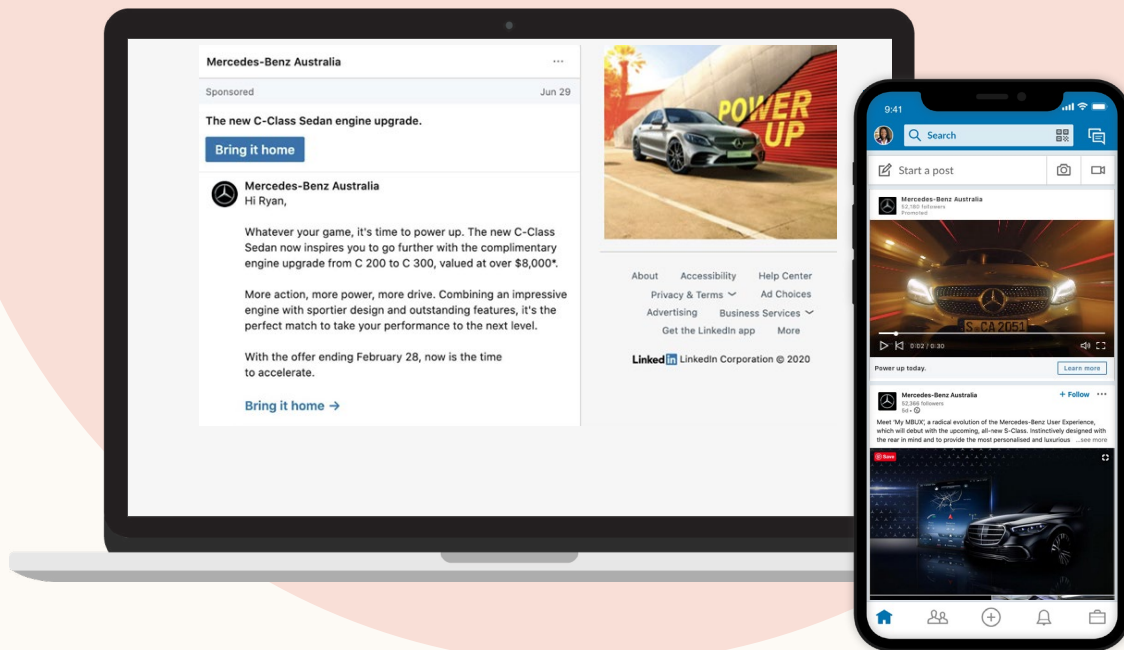 Mercedes-Benz Australia
Sponsored
Jun 29
The new C-Class Sedan engine upgrade.
Bring it home
Mercedes-Benz Australia
Hi Ryan,
Whatever your game, it's time to power up. The new C-Class
Sedan now inspires you to go further with the complimentary
engine upgrade from C 200 to C 300, valued at over $8,000*.
More action, more power, more drive. Combining an impressive
engine with sportier design and outstanding features, it's the
perfect match to take your performance to the next level.
With the offer ending February 28, now is the time
to accelerate.
Bring it home →
POWER
UP
About Accessibility Help Center
Privacy & Terms Ad Choices
Advertising Business Services
Get the LinkedIn app More
Linked in LinkedIn Corporation © 2020
9:41
Search
Start a post
Mercedes-Benz Australia
52,180 followers
Promoted
S·CA 2051
0:02 / 0:30
Power up today.
Learn more
Mercedes-Benz Australia
+ Follow
52,366 followers
5d •
Meet 'My MBUX', a radical evolution of the Mercedes-Benz User Experience,
which will debut with the upcoming, all-new S-Class. Instinctively designed with
the rear in mind and to provide the most personalised and luxurious ...see more
Save